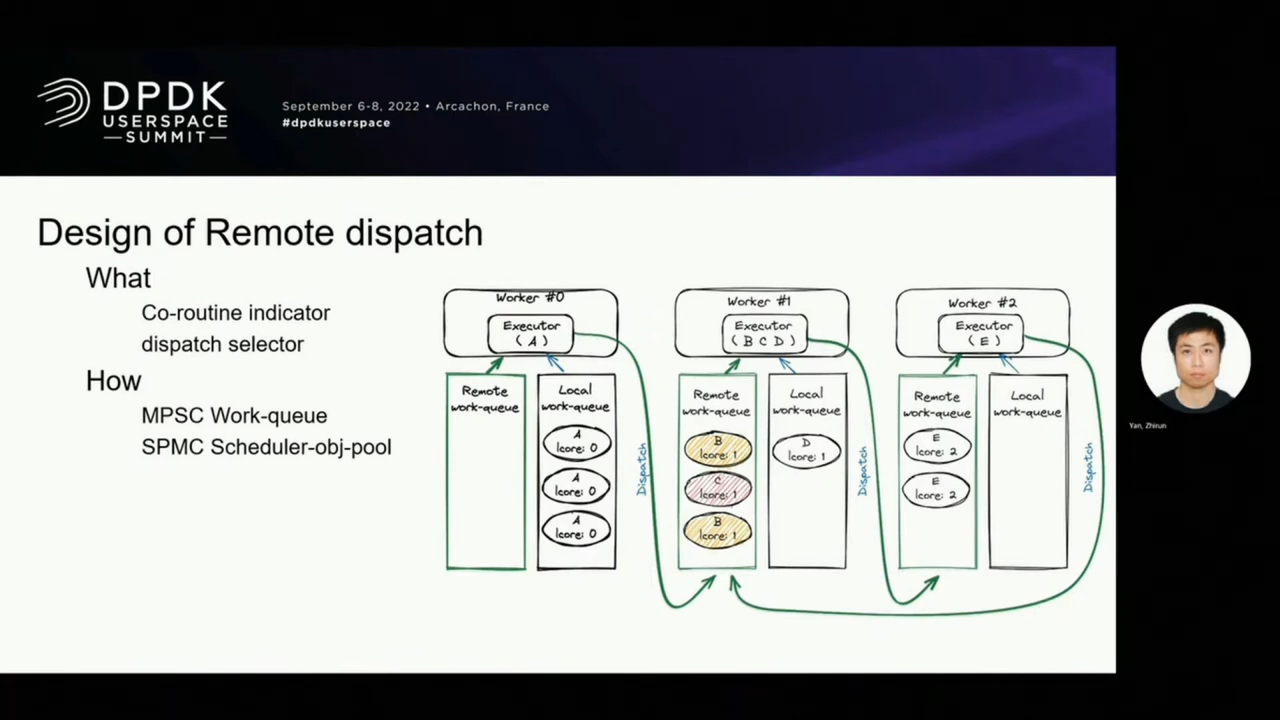 DPDK
USERSPACE
SUMMIT
September 6-8, 2022 • Arcachon, France
#dpdkuserspace
Design of Remote dispatch
What
Co-routine indicator
dispatch selector
How
MPSC Work-queue
SPMC Scheduler-obj-pool
Worker #0
Executor
( A )
Remote
work-queue
Local
work-queue
A
lcore: 0
A
lcore: 0
A
lcore: 0
Dispatch
Worker #1
Executor
( B C D )
Remote
work-queue
B
lcore: 1
C
lcore: 1
B
lcore: 1
Local
work-queue
D
lcore: 1
Dispatch
Worker #2
Executor
( E )
Remote
work-queue
E
lcore: 2
E
lcore: 2
Local
work-queue
Dispatch
Yan, Zhirun